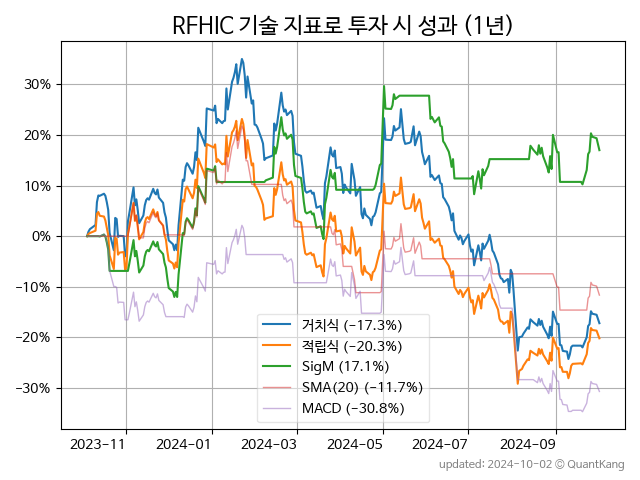 RFHIC 기술 지표로 투자 시 성과 (1년)
30%
20%
10%
0%
−10%
−20%
−30%
거치식 (−17.3%)
적립식 (−20.3%)
SigM (17.1%)
SMA(20) (−11.7%)
MACD (−30.8%)
2023−11
2024−01
2024−03
2024−05
2024−07
2024−09
updated: 2024-10-02 ⓒ QuantKang